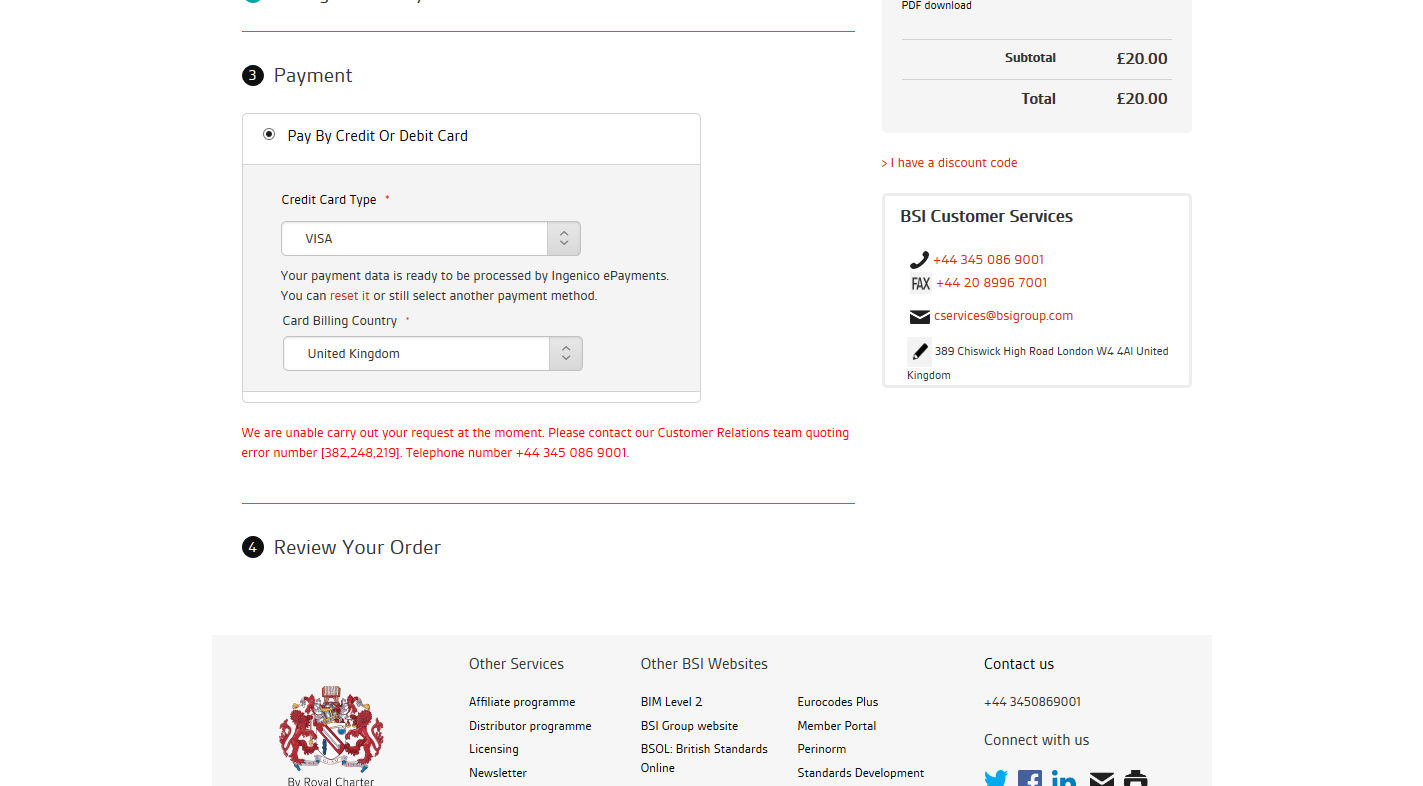 PDF download
Subtotal £20.00
Total £20.00
> I have a discount code
3 Payment
Pay By Credit Or Debit Card
Credit Card Type *
VISA
Your payment data is ready to be processed by Ingenico ePayments.
You can reset it or still select another payment method.
Card Billing Country *
United Kingdom
We are unable carry out your request at the moment. Please contact our Customer Relations team quoting
error number [382,248,219]. Telephone number +44 345 086 9001.
BSI Customer Services
+44 345 086 9001
FAX +44 20 8996 7001
cservices@bsigroup.com
389 Chiswick High Road London W4 4Al United
Kingdom
4 Review Your Order
By Royal Charter
Other Services
Affiliate programme
Distributor programme
Licensing
Newsletter
Other BSI Websites
BIM Level 2
BSI Group website
BSOL: British Standards
Online
Eurocodes Plus
Member Portal
Perinorm
Standards Development
Contact us
+44 3450869001
Connect with us